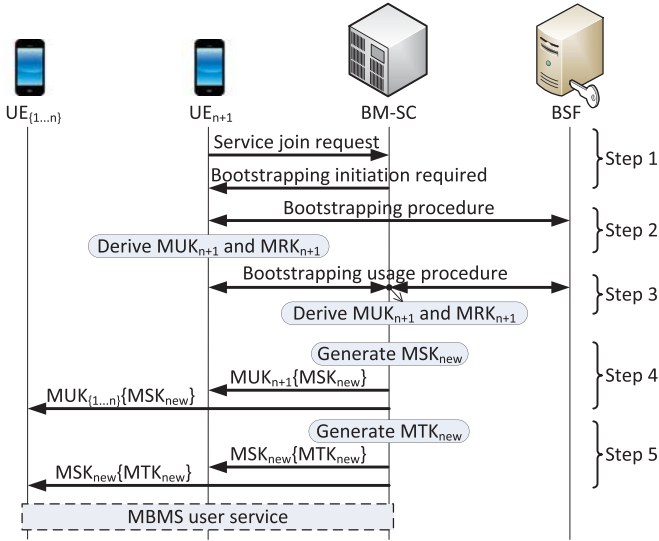 UE{1...n} UE n+1 BM-SC BSF
Service join request
Step 1
Bootstrapping initiation required
Bootstrapping procedure
Step 2
Derive MUKn+1 and MRKn+1
Bootstrapping usage procedure
Step 3
Derive MUKn+1 and MRKn+1
Generate MSKnew
MUKn+1{MSKnew}
Step 4
MUK{1...n}{MSKnew}
Generate MTKnew
MSKnew{MTKnew}
Step 5
MSKnew{MTKnew}
MBMS user service